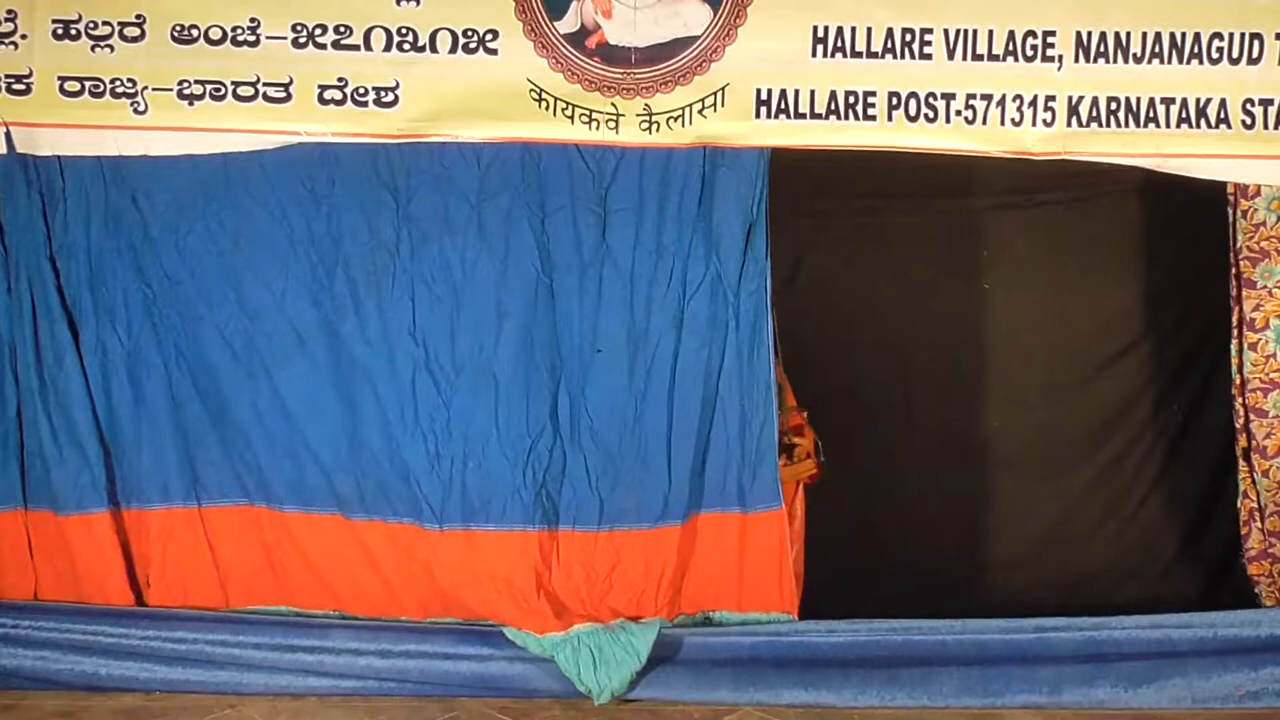 ಹಲ್ಲರೆ ಅಂಚೆ-೫೭೧೩೧೫
ರಾಜ್ಯ-ಭಾರತ ದೇಶ
कायकवे कैलासा
HALLARE VILLAGE, NANJANAGUD
HALLARE POST-571315 KARNATAKA